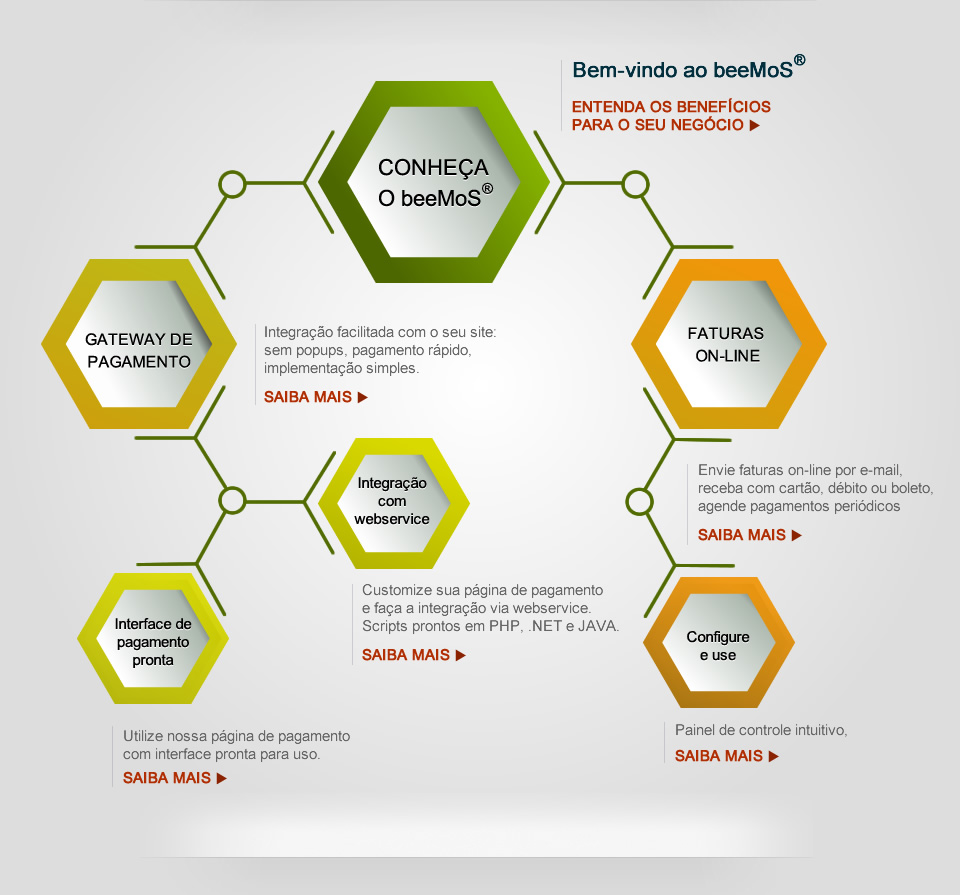 Bem-vindo ao beeMoS®
ENTENDA OS BENEFÍCIOS
PARA O SEU NEGÓCIO ▶
CONHEÇA
O beeMoS®
GATEWAY DE
PAGAMENTO
Integração facilitada com o seu site:
sem popups, pagamento rápido,
implementação simples.
SAIBA MAIS ▶
FATURAS
ON-LINE
Envie faturas on-line por e-mail,
receba com cartão, débito ou boleto,
agende pagamentos periódicos
SAIBA MAIS ▶
Integração
com
webservice
Customize sua página de pagamento
e faça a integração via webservice.
Scripts prontos em PHP, .NET e JAVA.
SAIBA MAIS ▶
Interface de
pagamento
pronta
Utilize nossa página de pagamento
com interface pronta para uso.
SAIBA MAIS ▶
Configure
e use
Painel de controle intuitivo,
SAIBA MAIS ▶